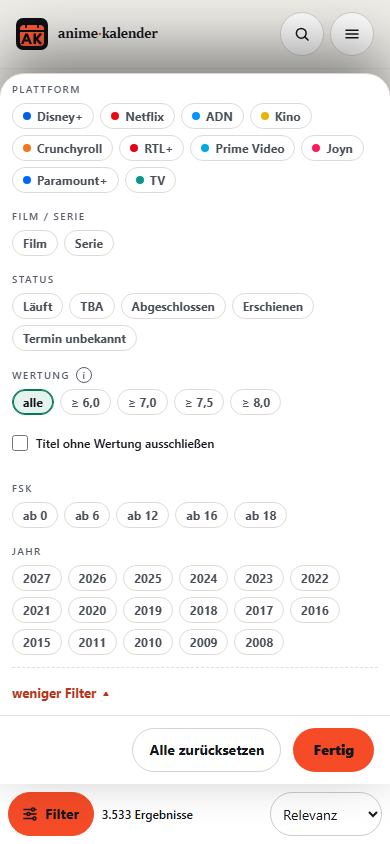 AK anime·kalender
PLATTFORM
Disney+ Netflix ADN Kino
Crunchyroll RTL+ Prime Video Joyn
Paramount+ TV
FILM / SERIE
Film Serie
STATUS
Läuft TBA Abgeschlossen Erschienen
Termin unbekannt
WERTUNG i
alle ≥ 6,0 ≥ 7,0 ≥ 7,5 ≥ 8,0
Titel ohne Wertung ausschließen
FSK
ab 0 ab 6 ab 12 ab 16 ab 18
JAHR
2027 2026 2025 2024 2023 2022
2021 2020 2019 2018 2017 2016
2015 2011 2010 2009 2008
weniger Filter ▲
Alle zurücksetzen Fertig
Filter 3.533 Ergebnisse Relevanz